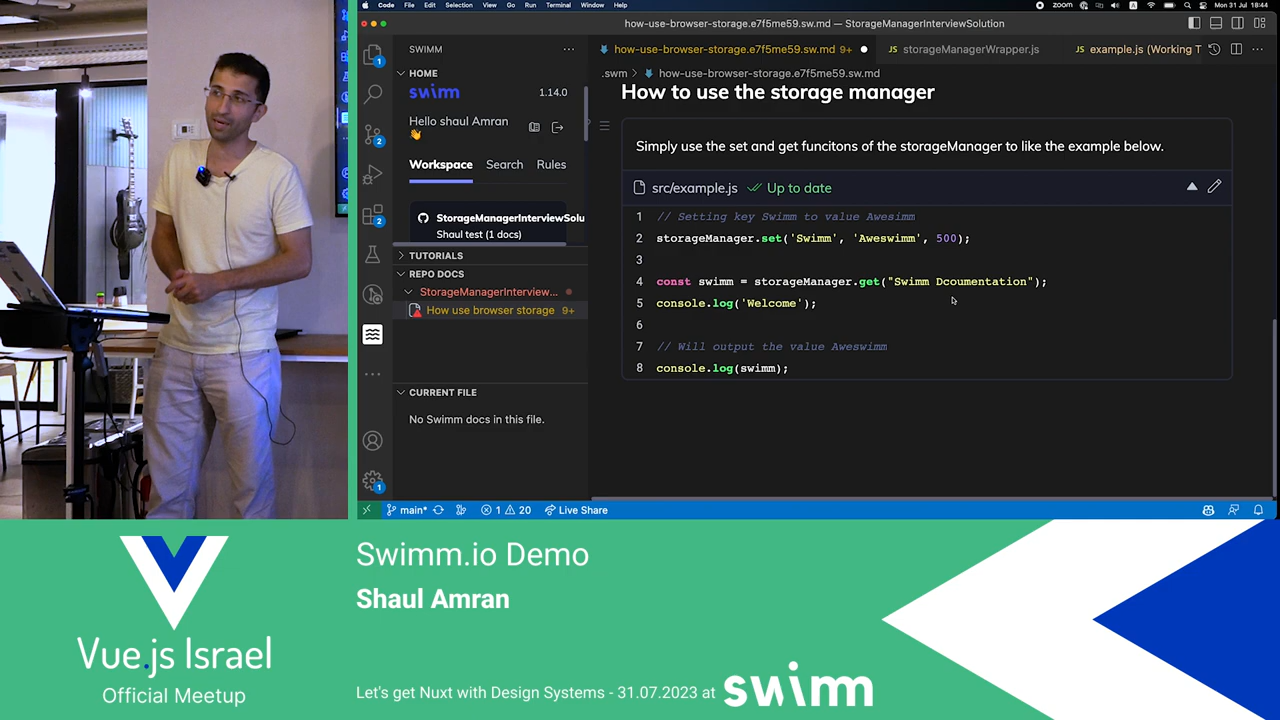 Code File Edit Selection View Go Run Terminal Window Help
zoom A Mon 31 Jul 18:44
how-use-browser-storage.e7f5me59.sw.md — StorageManagerInterviewSolution
SWIMM
how-use-browser-storage.e7f5me59.sw.md 9+
JS storageManagerWrapper.js
JS example.js (Working T
.swm > how-use-browser-storage.e7f5me59.sw.md
HOME
swimm
1.14.0
Hello shaul Amran
👋
Workspace Search Rules
StorageManagerInterviewSolu
Shaul test (1 docs)
TUTORIALS
REPO DOCS
StorageManagerInterview...
How use browser storage 9+
CURRENT FILE
No Swimm docs in this file.
1
2
2
1
How to use the storage manager
Simply use the set and get funcitons of the storageManager to like the example below.
src/example.js Up to date
1 // Setting key Swimm to value Awesimm
2 storageManager.set('Swimm', 'Aweswimm', 500);
3
4 const swimm = storageManager.get("Swimm Dcoumentation");
5 console.log('Welcome');
6
7 // Will output the value Aweswimm
8 console.log(swimm);
main* 1 20 Live Share
Swimm.io Demo
Shaul Amran
Vue.js Israel
Official Meetup
Let's get Nuxt with Design Systems - 31.07.2023 at swimm